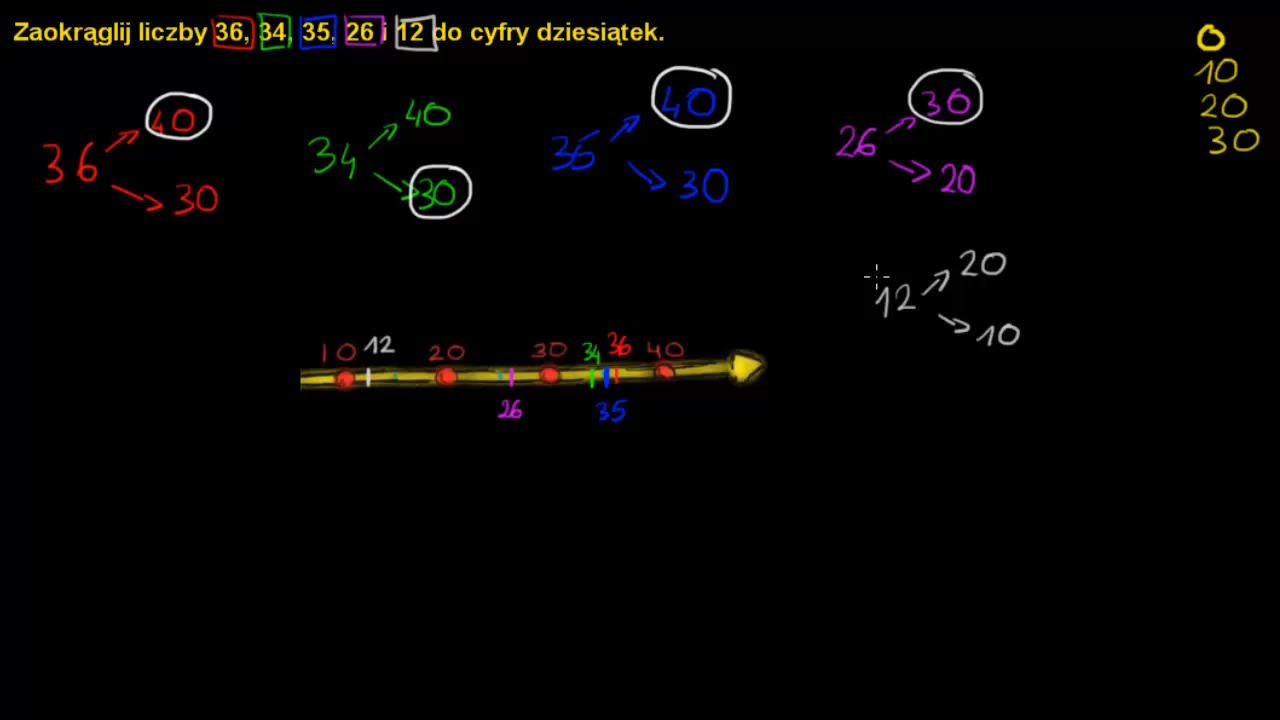 Zaokrąglij liczby 36, 34, 35, 26 i 12 do cyfry dziesiątek.
0
10
20
30
36 40 30
34 40 30
35 40 30
26 30 20
12 20 10
10 12 20 30 34 36 40
26 35